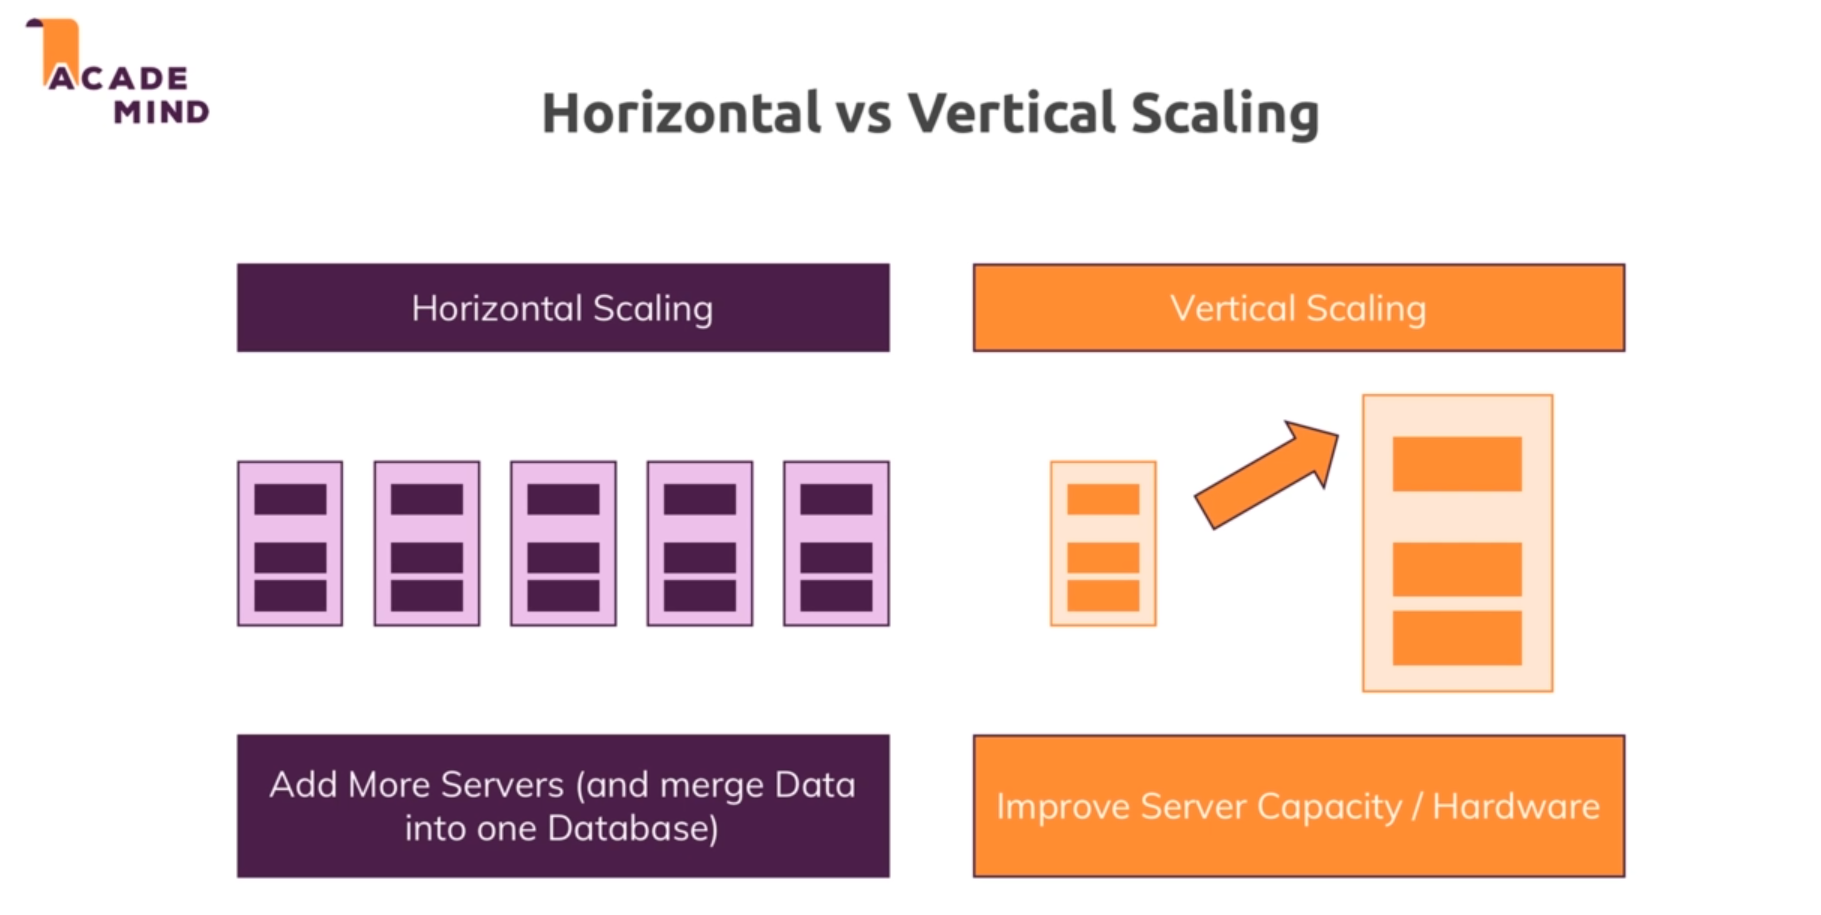 ACADE
MIND
Horizontal vs Vertical Scaling
Horizontal Scaling
Vertical Scaling
Add More Servers (and merge Data
into one Database)
Improve Server Capacity / Hardware